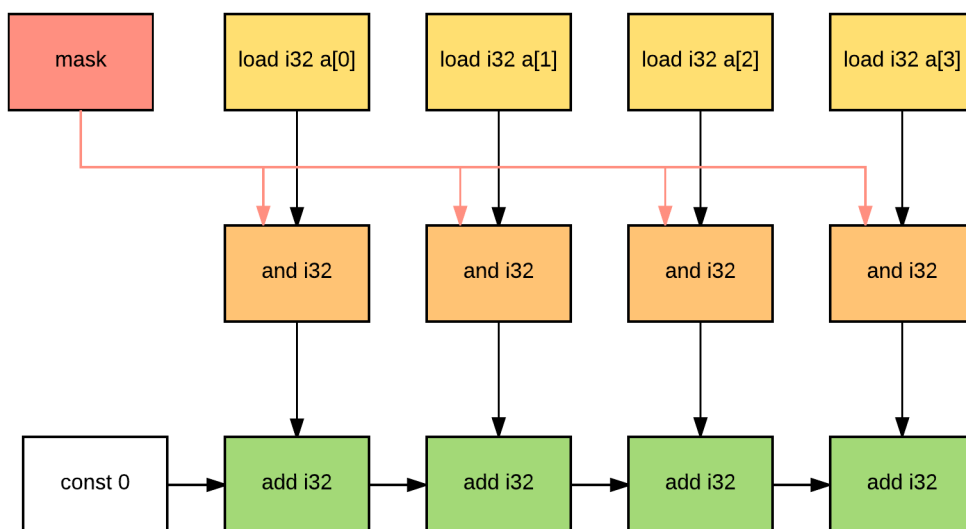 mask
load i32 a[0]
load i32 a[1]
load i32 a[2]
load i32 a[3]
and i32
and i32
and i32
and i32
const 0
add i32
add i32
add i32
add i32